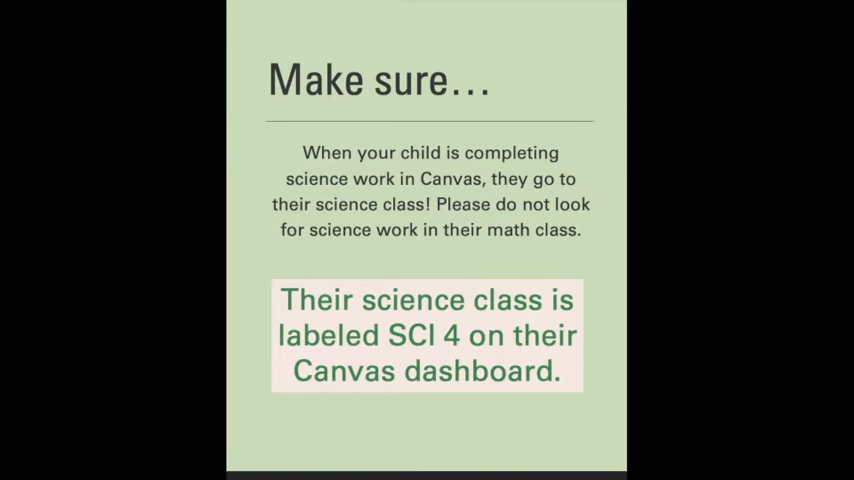 Make sure...
When your child is completing
science work in Canvas, they go to
their science class! Please do not look
for science work in their math class.
Their science class is
labeled SCI 4 on their
Canvas dashboard.